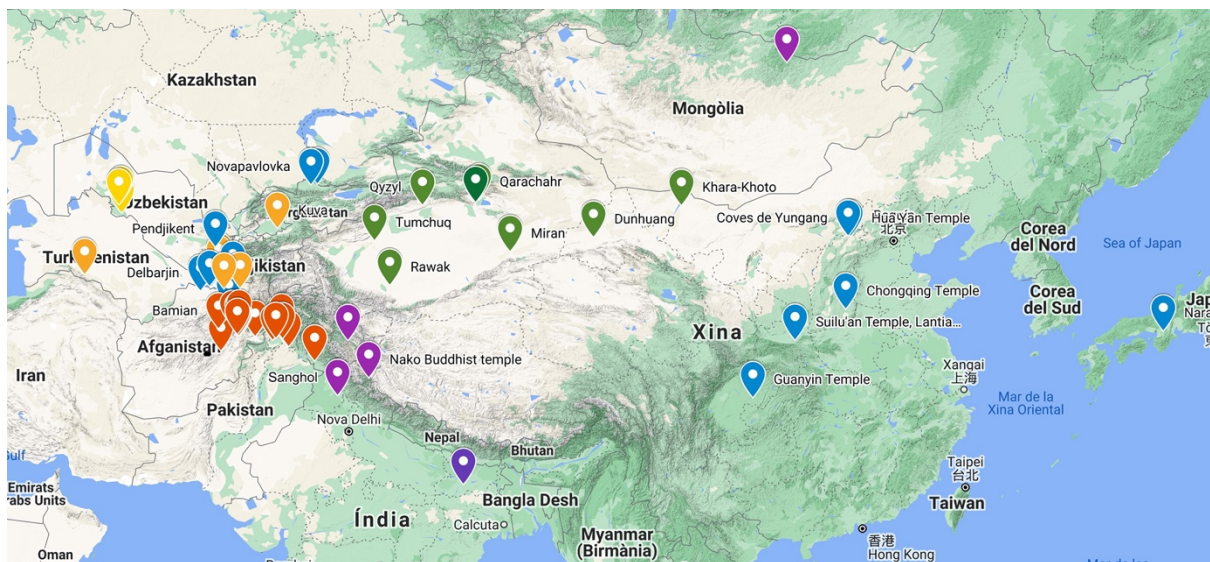 Kazakhstan
Mongòlia
Novapavlovka
Qyzyl
Qarachahr
Khara-Khoto
Uzbekistan
Kuva
Pendjikent
Tumchuq
Dunhuang
Coves de Yungang
Hua Yan Temple
北京
Miran
Corea
del Nord
Sea of Japan
Turkmenistan
Delbarjin
Rawak
Bamian
Chongqing Temple
Corea
del Sud
Nara
Suilu'an Temple, Lantia...
Xina
Afganistan
Nako Buddhist temple
Iran
Sanghol
Guanyin Temple
Xangai
上海
Mar de la
Xina Oriental
Pakistan
Nova Delhi
Nepal
Bhutan
Taipei
台北
Emirats
Bangla Desh
Taiwan
Índia
Calcuta
Myanmar
(Birmània)
香港
Hong Kong
Oman